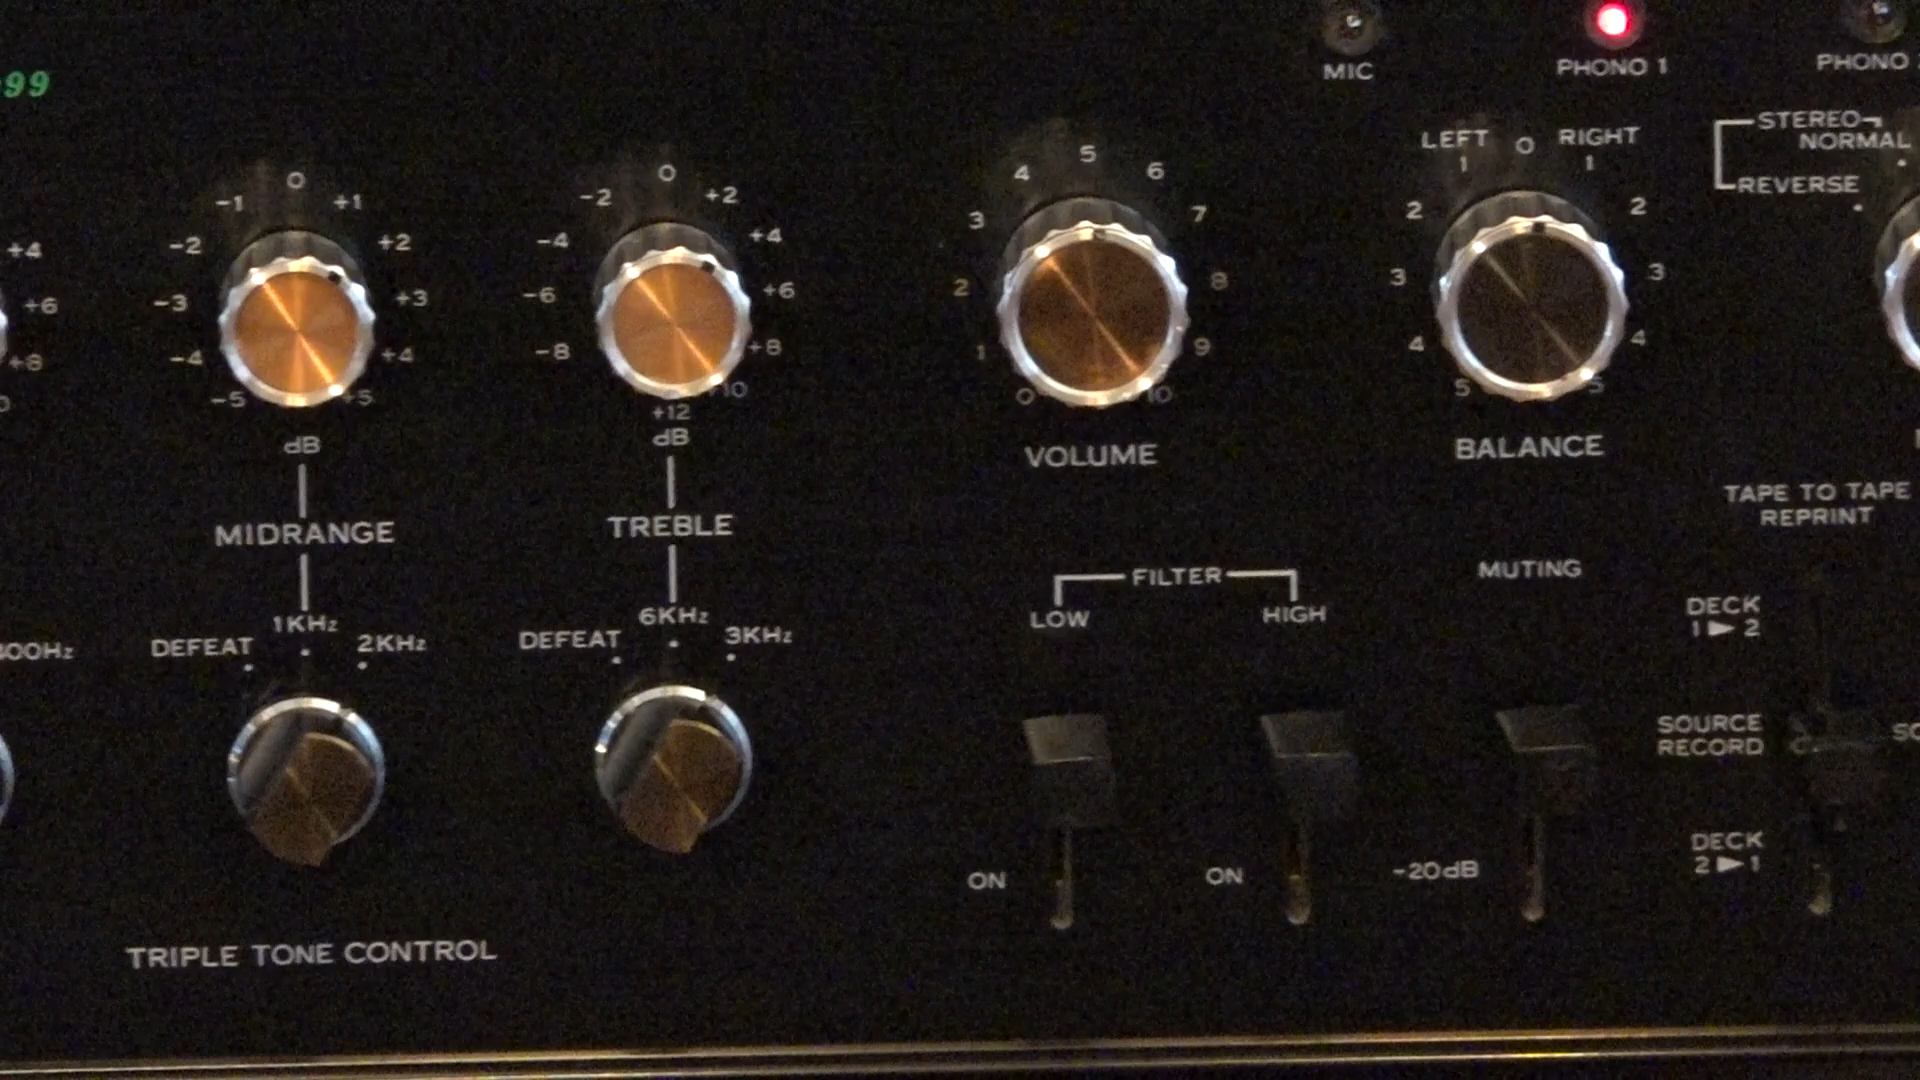 99
MIC
PHONO 1
PHONO
LEFT 0 RIGHT
1 1
2 2
3 3
4 4
5 5
BALANCE
STEREO
NORMAL
REVERSE
+4
+6
+8
0
-1 +1
-2 +2
-3 +3
-4 +4
-5 +5
dB
MIDRANGE
1KHz
DEFEAT 2KHz
0
-2 +2
-4 +4
-6 +6
-8 +8
10
+12
dB
TREBLE
6KHz
DEFEAT 3KHz
5
4 6
3 7
2 8
1 9
0 10
VOLUME
FILTER
LOW HIGH
ON ON
MUTING
-20dB
TAPE TO TAPE
REPRINT
DECK
1▶2
SOURCE
RECORD
DECK
2▶1
00Hz
TRIPLE TONE CONTROL